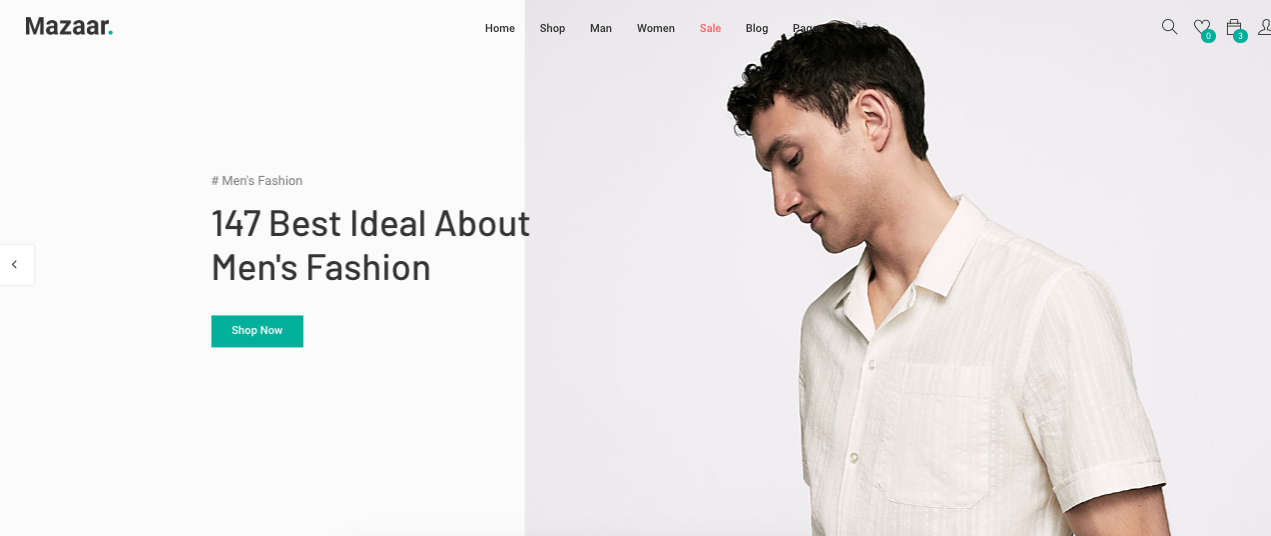 Mazaar.
Home Shop Man Women Sale Blog Pages
0 3
# Men's Fashion
147 Best Ideal About
Men's Fashion
Shop Now